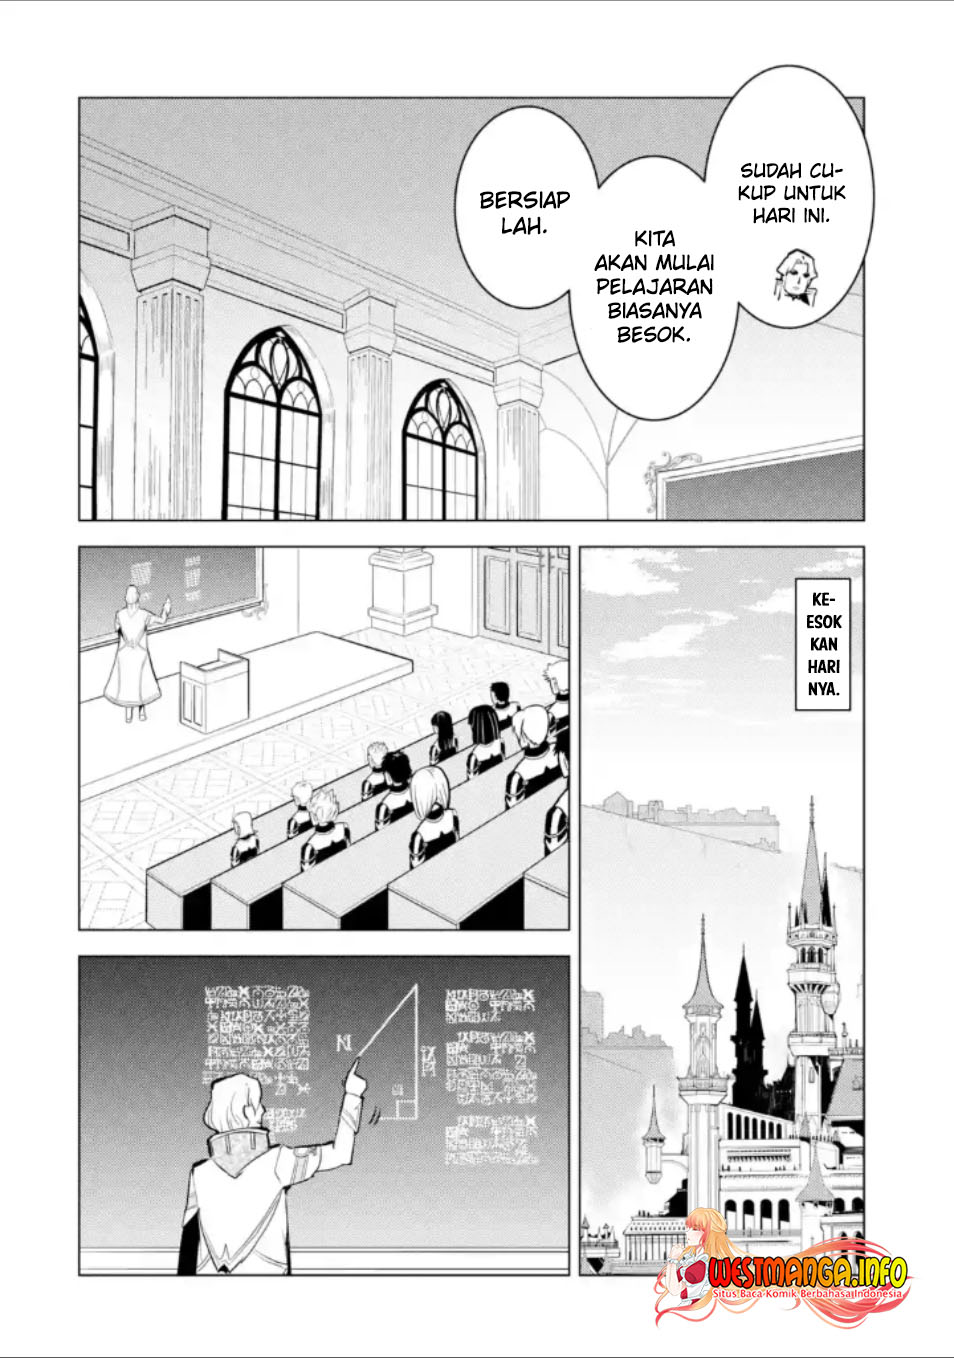 SUDAH CU-
KUP UNTUK
HARI INI.
KITA
AKAN MULAI
PELAJARAN
BIASANYA
BESOK.
BERSIAP
LAH.
KE-
ESOK
KAN
HARI
NYA.
WESTMANGA.INFO
SITUS BACA KOMIK BERBAHASA INDONESIA